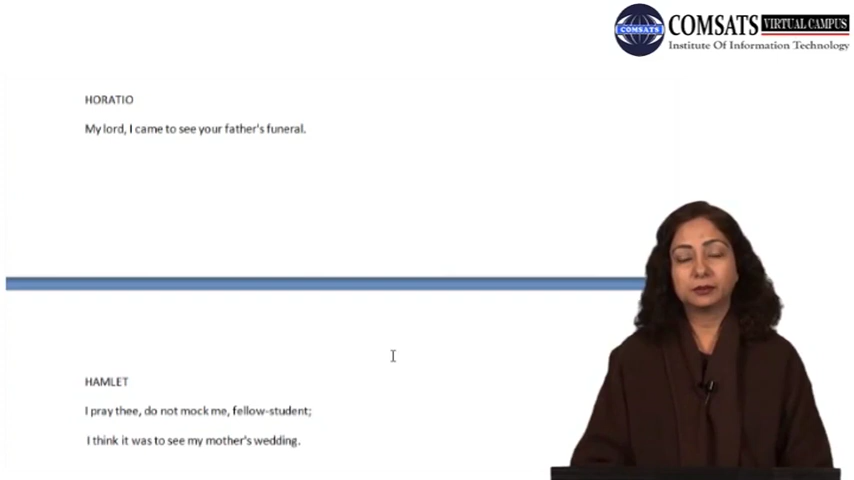 COMSATS VIRTUAL CAMPUS
COMSATS
Institute Of Information Technology
HORATIO
My lord, I came to see your father's funeral.
HAMLET
I pray thee, do not mock me, fellow-student;
I think it was to see my mother's wedding.